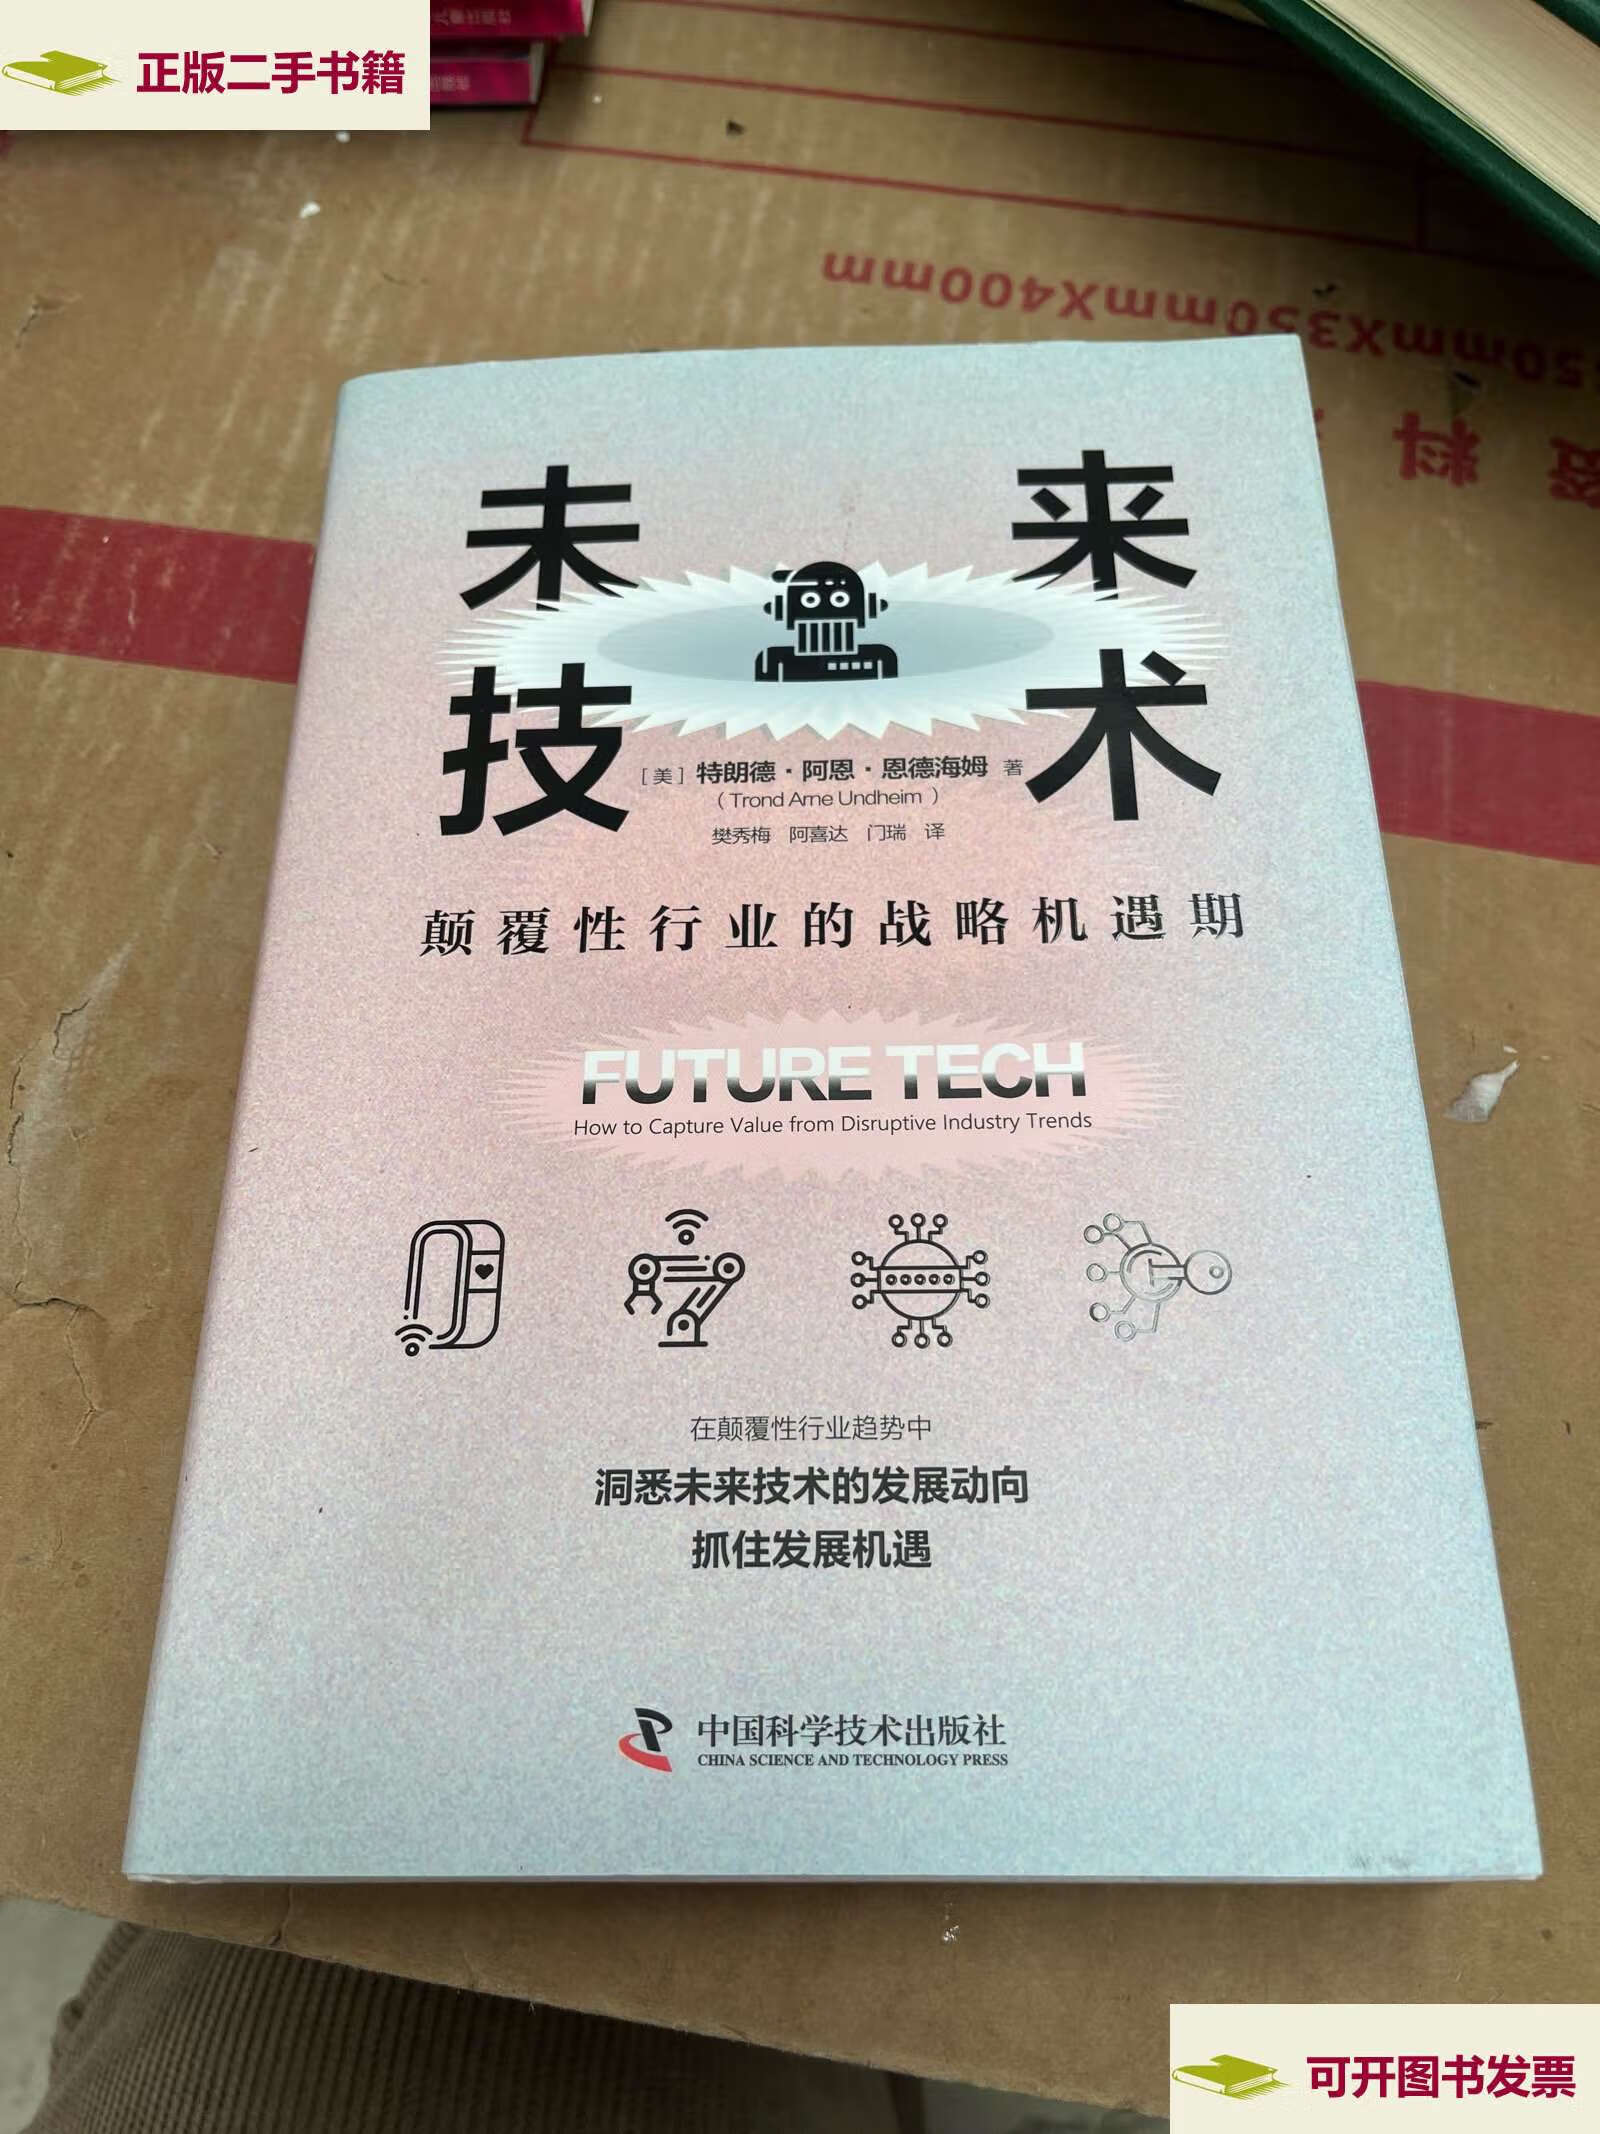 正版二手书籍
50mmX350mmX400mm
资料
未来
技术
[美] 特朗德·阿恩·恩德海姆 著
(Trond Arne Undheim)
樊秀梅 阿喜达 门瑞 译
颠覆性行业的战略机遇期
FUTURE TECH
How to Capture Value from Disruptive Industry Trends
在颠覆性行业趋势中
洞悉未来技术的发展动向
抓住发展机遇
中国科学技术出版社
CHINA SCIENCE AND TECHNOLOGY PRESS
可开图书发票